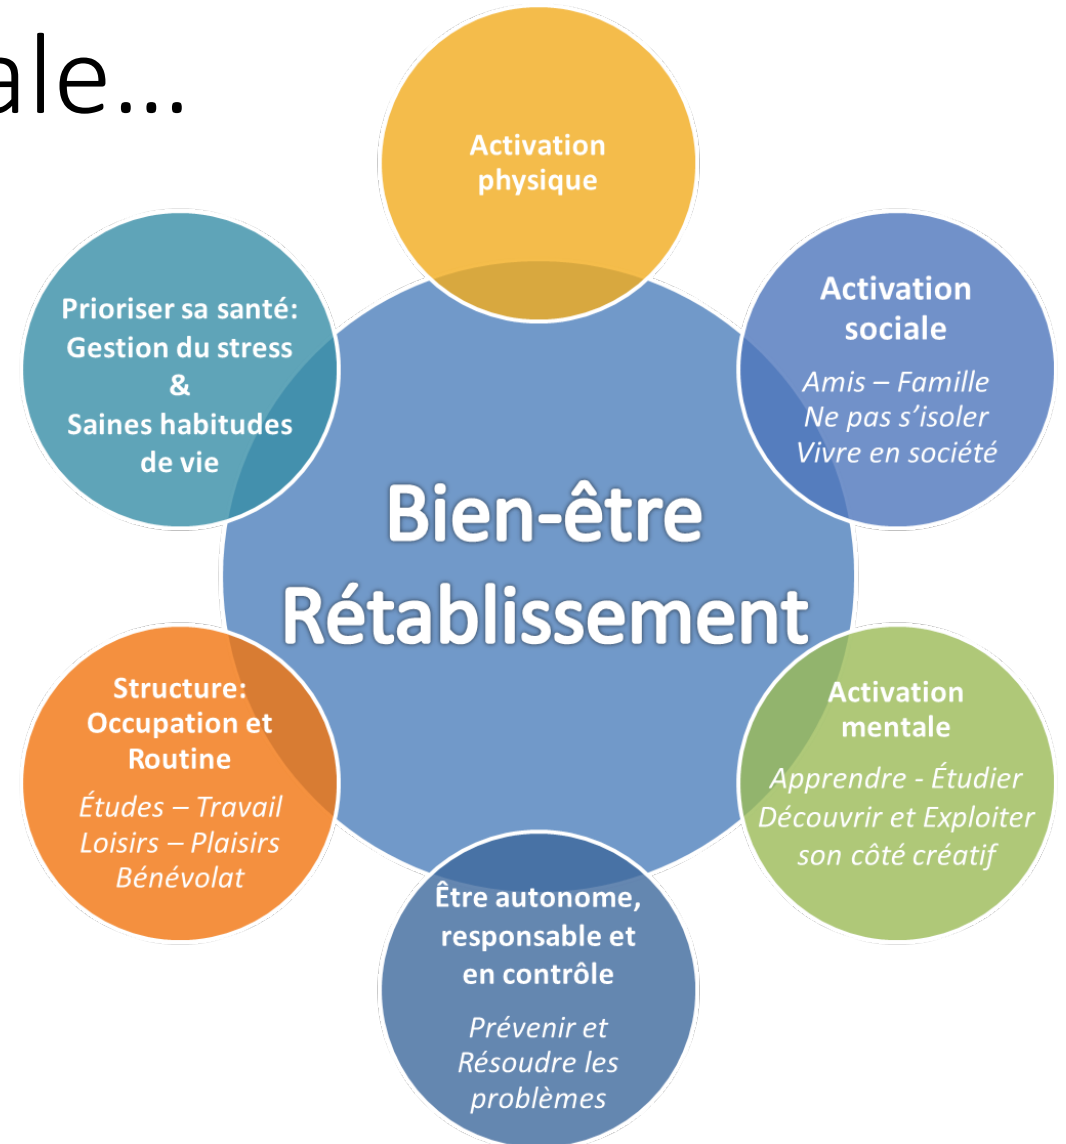 ale…
Activation
physique
Activation
sociale
Amis – Famille
Ne pas s’isoler
Vivre en société
Activation
mentale
Apprendre - Étudier
Découvrir et Exploiter
son côté créatif
Être autonome,
responsable et
en contrôle
Prévenir et
Résoudre les
problèmes
Structure:
Occupation et
Routine
Études – Travail
Loisirs – Plaisirs
Bénévolat
Prioriser sa santé:
Gestion du stress
&
Saines habitudes
de vie
Bien-être
Rétablissement